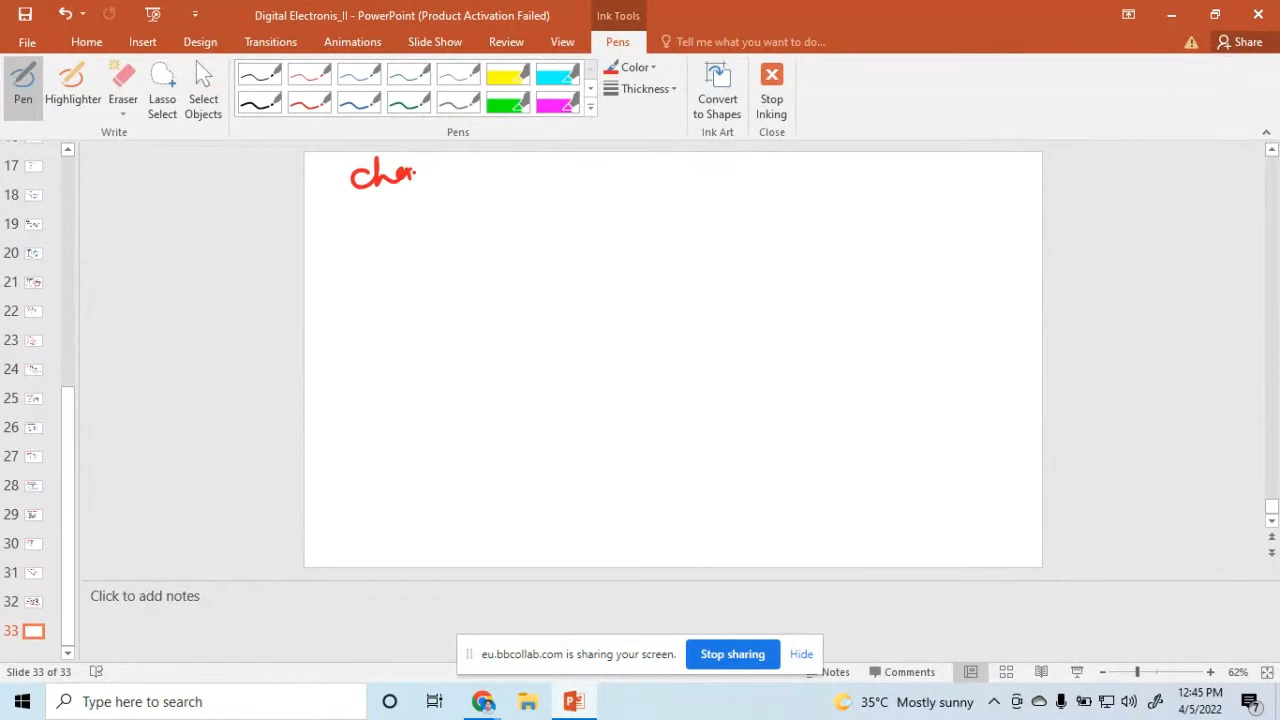 Digital Electronis_II - PowerPoint (Product Activation Failed)
Ink Tools
File
Home
Insert
Design
Transitions
Animations
Slide Show
Review
View
Pens
Tell me what you want to do...
Share
Pen
Highlighter
Eraser
Lasso Select
Select Objects
Color
Thickness
Convert to Shapes
Stop Inking
Write
Pens
Ink Art
Close
17
18
19
20
21
22
23
24
25
26
27
28
29
30
31
32
33
Click to add notes
eu.bbcollab.com is sharing your screen.
Stop sharing
Hide
Slide 33 of 33
Notes
Comments
62%
Type here to search
35°C Mostly sunny
12:45 PM
4/5/2022
7